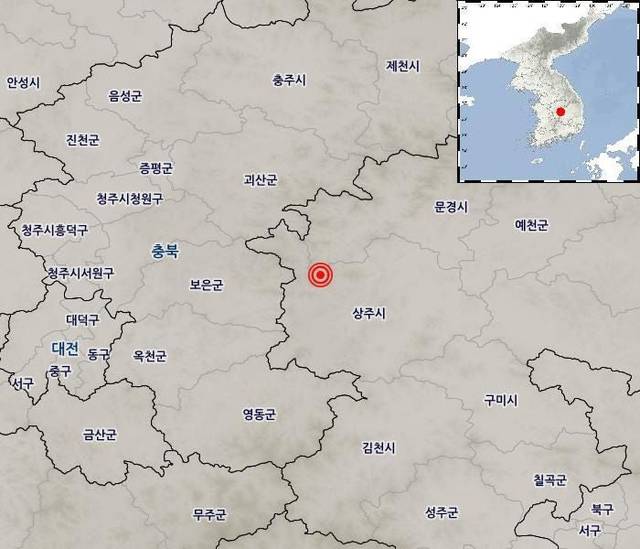 제천시
안성시
충주시
음성군
진천군
증평군
괴산군
청주시청원구
문경시
예천군
청주시흥덕구
충북
청주시서원구
보은군
상주시
대덕구
대전
동구
옥천군
중구
서구
구미시
영동군
금산군
김천시
칠곡군
무주군
성주군
북구
서구